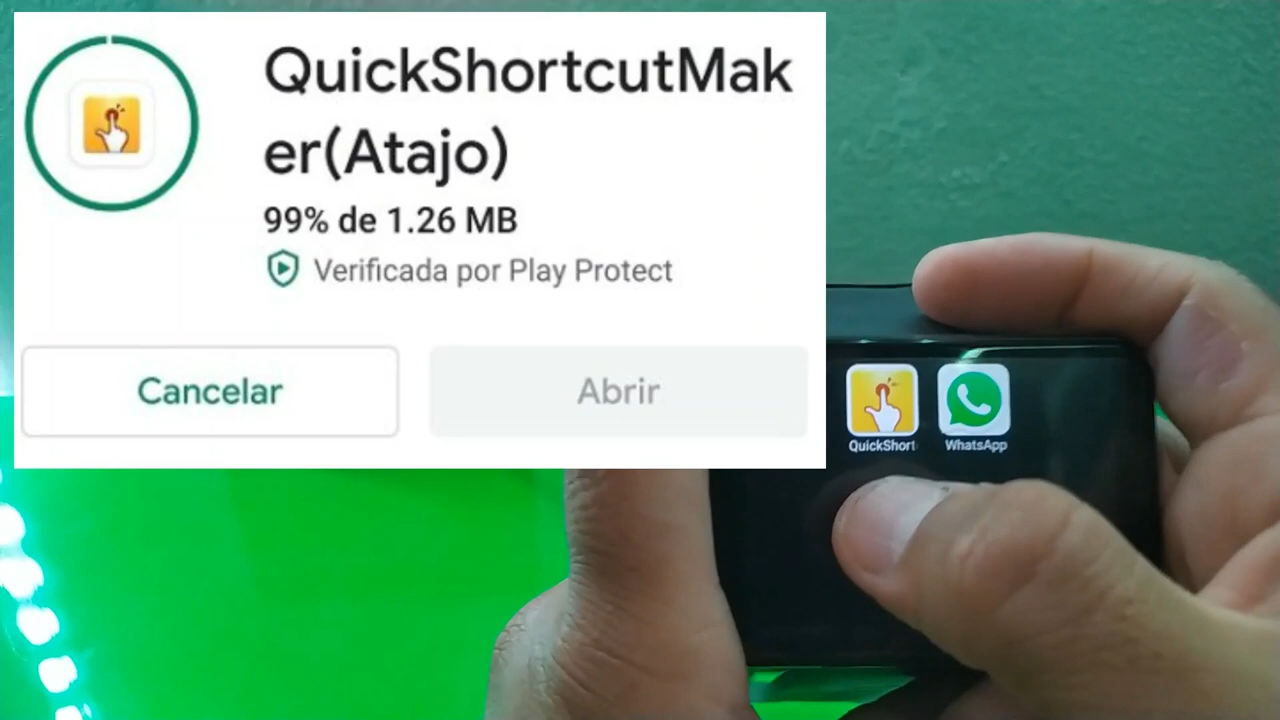 QuickShortcutMak
er(Atajo)
99% de 1.26 MB
Verificada por Play Protect
Cancelar
Abrir
QuickShort
WhatsApp